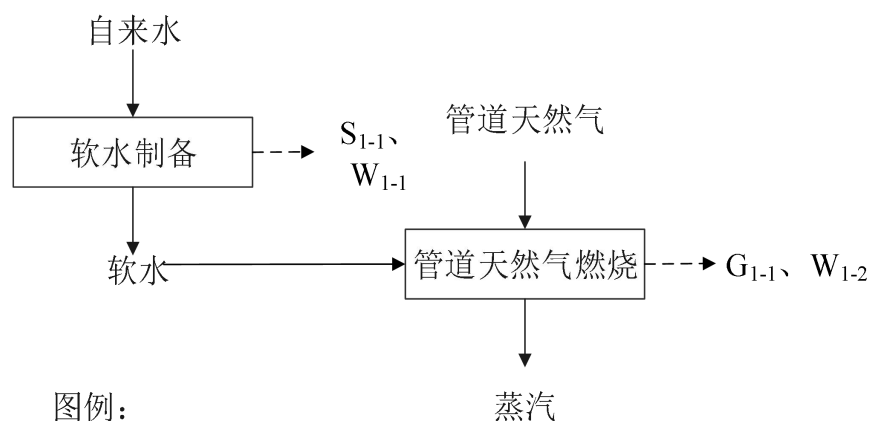 自来水
软水制备
S1-1、
W1-1
管道天然气
软水
管道天然气燃烧
G1-1、W1-2
图例：
蒸汽